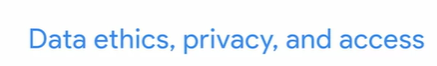 Data ethics, privacy, and access